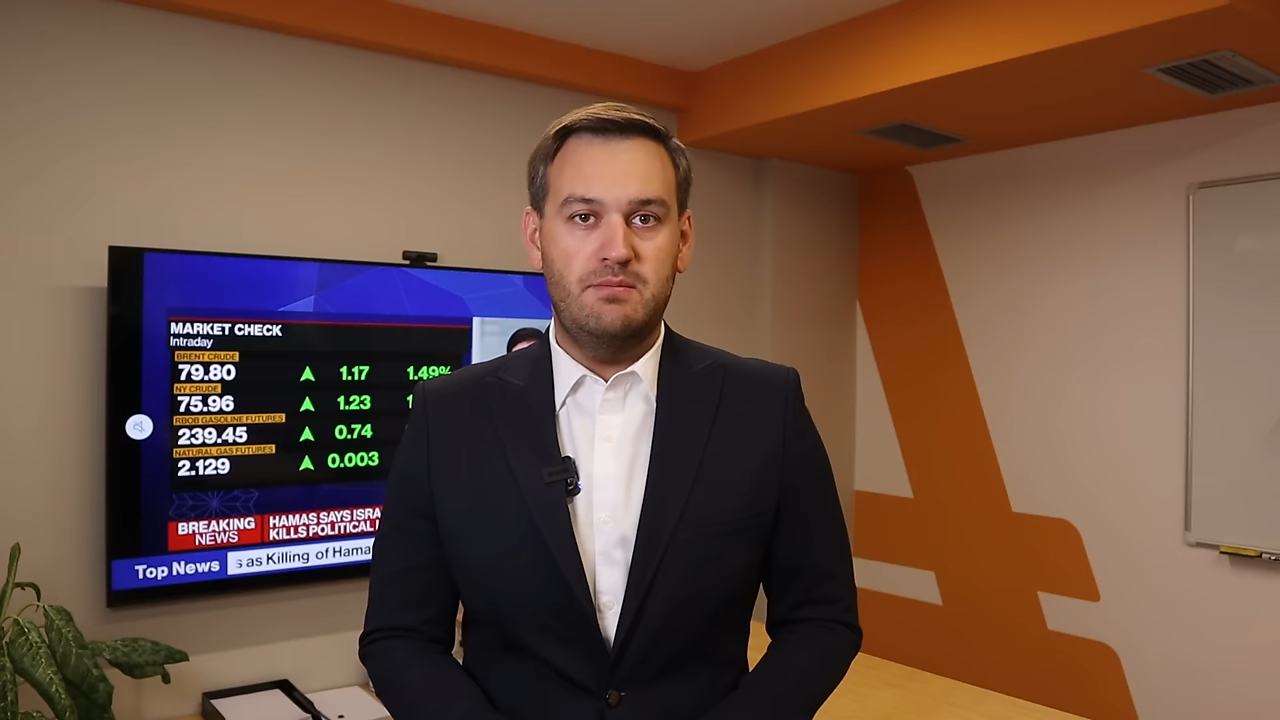 MARKET CHECK
Intraday
BRENT CRUDE
79.80 1.17 1.49%
NY CRUDE
75.96 1.23 1
RBOB GASOLINE FUTURES
239.45 0.74
NATURAL GAS FUTURES
2.129 0.003
BREAKING NEWS
HAMAS SAYS ISRA
KILLS POLITICAL
Top News s as Killing of Hama